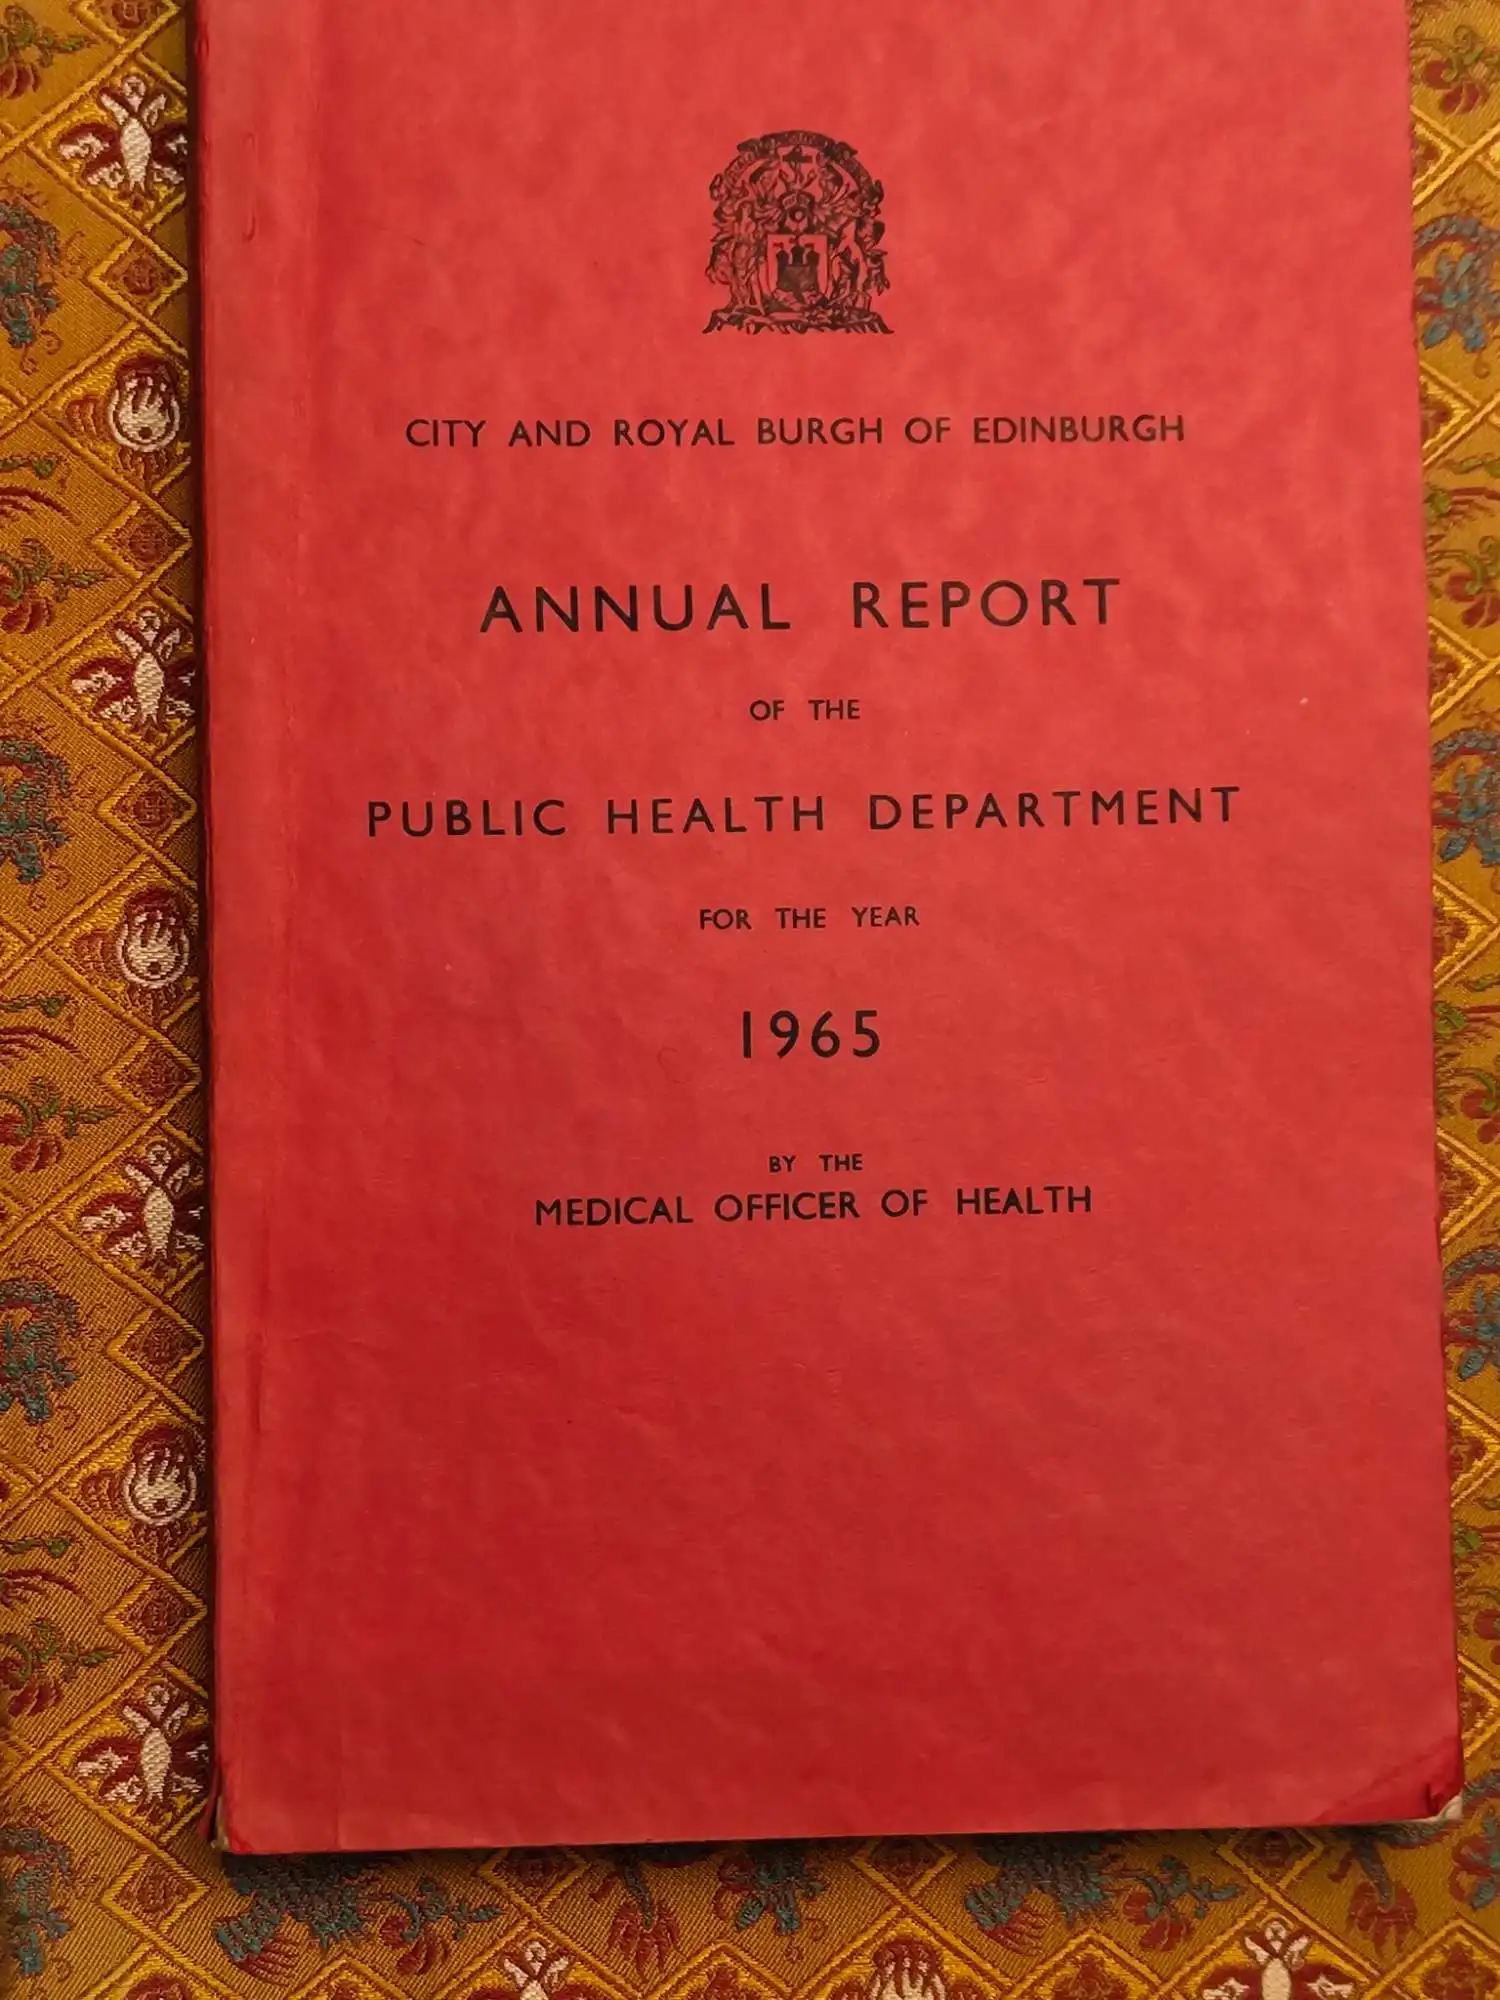 CITY AND ROYAL BURGH OF EDINBURGH
ANNUAL REPORT
OF THE
PUBLIC HEALTH DEPARTMENT
FOR THE YEAR
1965
BY THE
MEDICAL OFFICER OF HEALTH